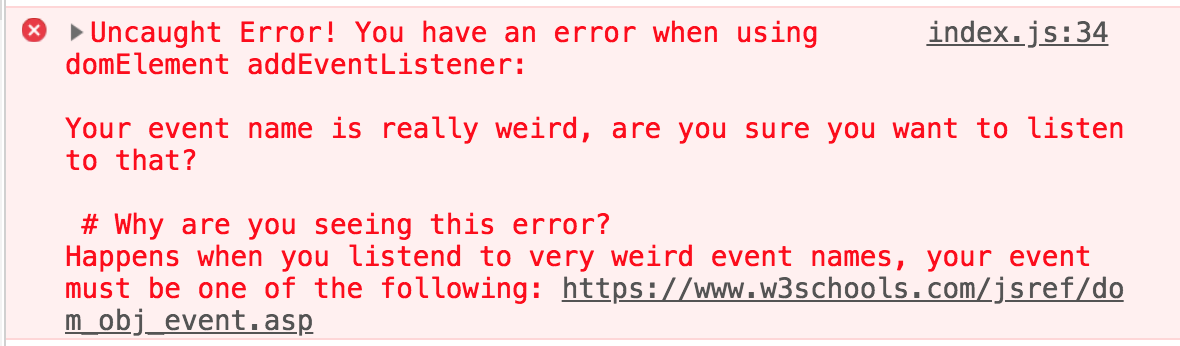 Uncaught Error! You have an error when using index.js:34
domElement addEventListener:
Your event name is really weird, are you sure you want to listen
to that?
# Why are you seeing this error?
Happens when you listend to very weird event names, your event
must be one of the following: https://www.w3schools.com/jsref/do
m_obj_event.asp